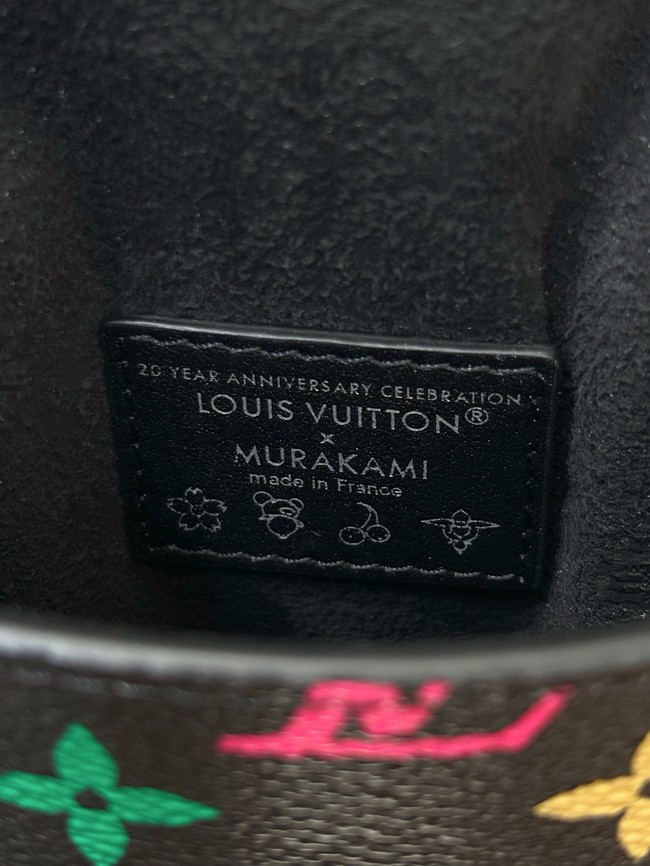 20 YEAR ANNIVERSARY CELEBRATION
LOUIS VUITTON®
×
MURAKAMI
made in France